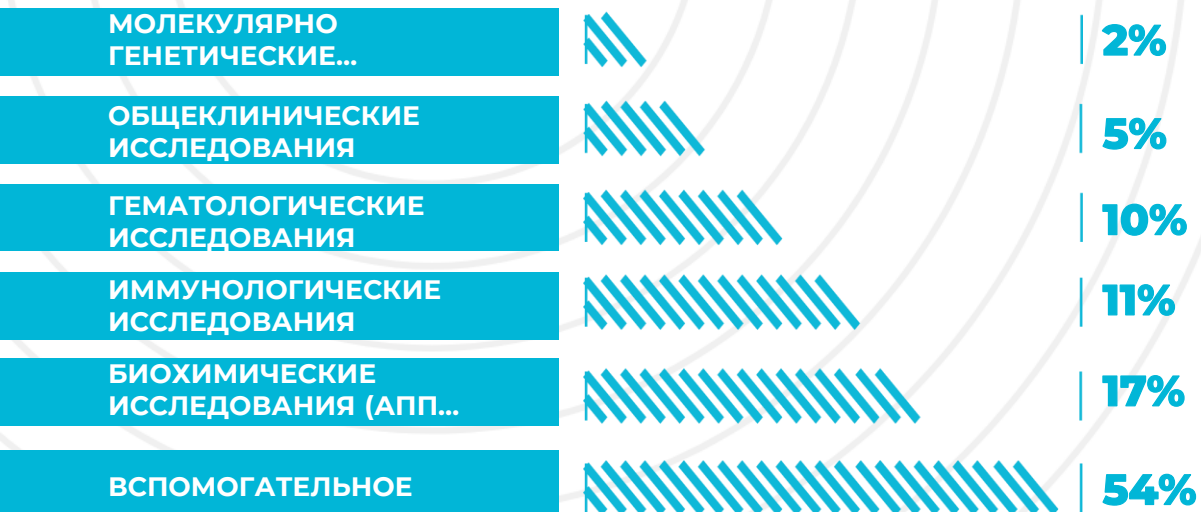 МОЛЕКУЛЯРНО
ГЕНЕТИЧЕСКИЕ...
2%
ОБЩЕКЛИНИЧЕСКИЕ
ИССЛЕДОВАНИЯ
5%
ГЕМАТОЛОГИЧЕСКИЕ
ИССЛЕДОВАНИЯ
10%
ИММУНОЛОГИЧЕСКИЕ
ИССЛЕДОВАНИЯ
11%
БИОХИМИЧЕСКИЕ
ИССЛЕДОВАНИЯ (АПП...
17%
ВСПОМОГАТЕЛЬНОЕ
54%